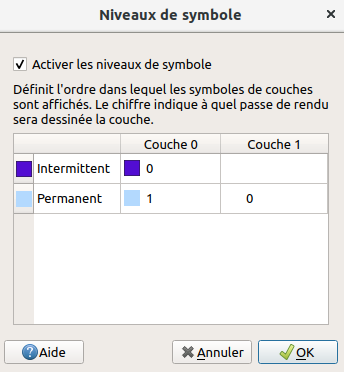 Niveaux de symbole
Activer les niveaux de symbole
Définit l'ordre dans lequel les symboles de couches
sont affichés. Le chiffre indique à quel passe de rendu
sera dessinée la couche.
Couche 0 Couche 1
Intermittent 0
Permanent 1 0
Aide Annuler OK